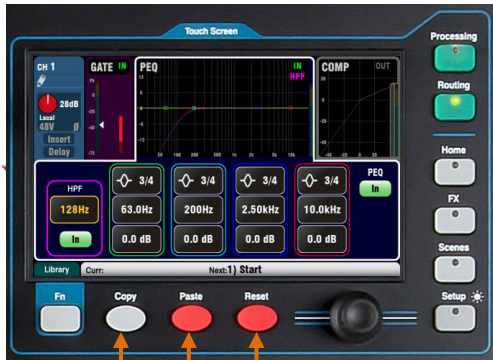 Touch Screen
Processing
Routing
Home
FX
Scenes
Setup
CH 1
28dB
Local
48V Ø
Insert
Delay
GATE IN
PEQ
IN
HPF
COMP OUT
HPF
128Hz
In
3/4
63.0Hz
0.0 dB
3/4
200Hz
0.0 dB
3/4
2.50kHz
0.0 dB
3/4
10.0kHz
0.0 dB
PEQ
In
Library Curr: Next:1) Start
Fn
Copy
Paste
Reset